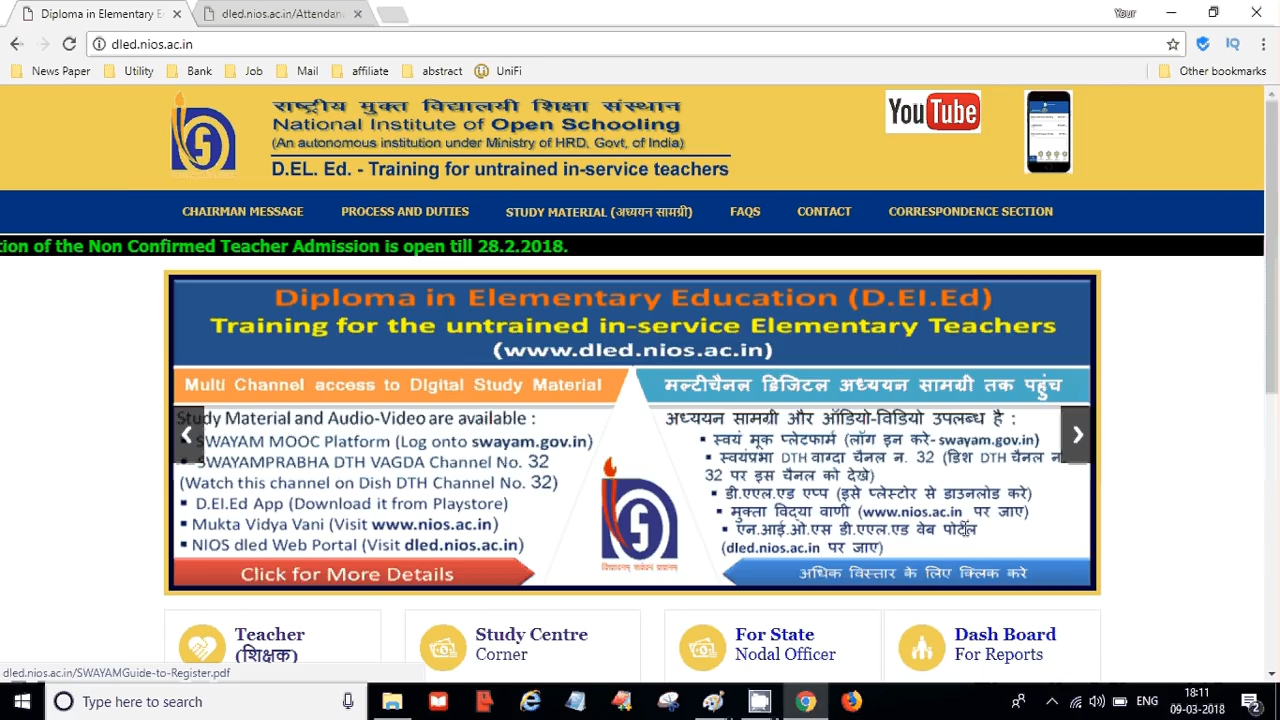 Diploma in Elementary E
dled.nios.ac.in/Attendan
Your
dled.nios.ac.in
News Paper
Utility
Bank
Job
Mail
affiliate
abstract
UniFi
Other bookmarks
राष्ट्रीय मुक्त विद्यालयी शिक्षा संस्थान
National Institute of Open Schooling
(An autonomous institution under Ministry of HRD, Govt, of India)
D.EL. Ed. - Training for untrained in-service teachers
YouTube
CHAIRMAN MESSAGE
PROCESS AND DUTIES
STUDY MATERIAL (अध्ययन सामग्री)
FAQS
CONTACT
CORRESPONDENCE SECTION
tion of the Non Confirmed Teacher Admission is open till 28.2.2018.
Diploma in Elementary Education (D.El.Ed)
Training for the untrained in-service Elementary Teachers
(www.dled.nios.ac.in)
Multi Channel access to Digital Study Material
Study Material and Audio-Video are available :
SWAYAM MOOC Platform (Log onto swayam.gov.in)
SWAYAMPRABHA DTH VAGDA Channel No. 32
(Watch this channel on Dish DTH Channel No. 32)
▪ D.El.Ed App (Download it from Playstore)
▪ Mukta Vidya Vani (Visit www.nios.ac.in)
▪ NIOS dled Web Portal (Visit dled.nios.ac.in)
Click for More Details
मल्टीचैनल डिजिटल अध्ययन सामग्री तक पहुंच
अध्ययन सामग्री और ऑडियो-विडियो उपलब्ध है :
▪ स्वयं मूक प्लेटफार्म (लॉग इन करे- swayam.gov.in)
▪ स्वयंप्रभा DTH वाग्दा चैनल न. 32 (डिश DTH चैनल न
32 पर इस चैनल को देखे)
▪ डी.एएल.एड एप्प (इसे प्लेस्टोर से डाउनलोड करे)
▪ मुक्ता विद्या वाणी (www.nios.ac.in पर जाए)
▪ एन.आई.ओ.एस डी.एएल.एड वेब पोर्टल
(dled.nios.ac.in पर जाए)
अधिक विस्तार के लिए क्लिक करे
Teacher
(शिक्षक)
Study Centre
Corner
For State
Nodal Officer
Dash Board
For Reports
dled.nios.ac.in/SWAYAMGuide-to-Register.pdf
Type here to search
ENG
18:11
09-03-2018
2